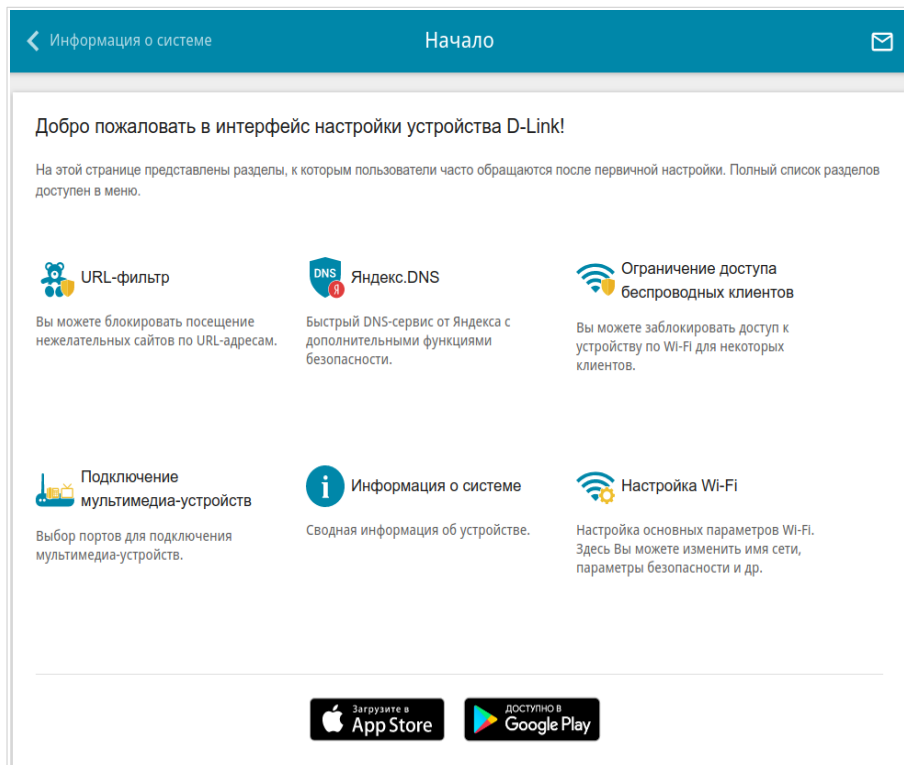 Информация о системе
Начало
Добро пожаловать в интерфейс настройки устройства D-Link!
На этой странице представлены разделы, к которым пользователи часто обращаются после первичной настройки. Полный список разделов
доступен в меню.
URL-фильтр
Вы можете блокировать посещение
нежелательных сайтов по URL-адресам.
DNS
Я
Яндекс.DNS
Быстрый DNS-сервис от Яндекса с
дополнительными функциями
безопасности.
Ограничение доступа
беспроводных клиентов
Вы можете заблокировать доступ к
устройству по Wi-Fi для некоторых
клиентов.
Подключение
мультимедиа-устройств
Выбор портов для подключения
мультимедиа-устройств.
i
Информация о системе
Сводная информация об устройстве.
Настройка Wi-Fi
Настройка основных параметров Wi-Fi.
Здесь Вы можете изменить имя сети,
параметры безопасности и др.
Загрузите в
App Store
ДОСТУПНО В
Google Play